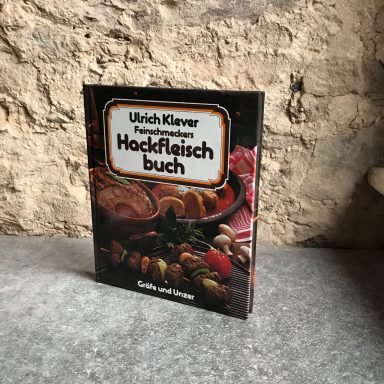 Ulrich Klever
Feinschmeckers
Hackfleisch
buch
Gräfe und Unzer